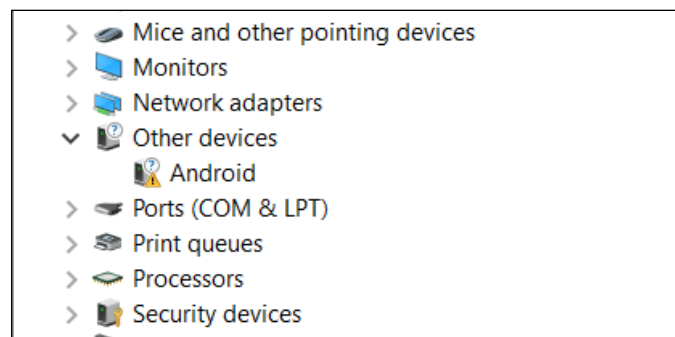 Mice and other pointing devices
Monitors
Network adapters
Other devices
Android
Ports (COM & LPT)
Print queues
Processors
Security devices